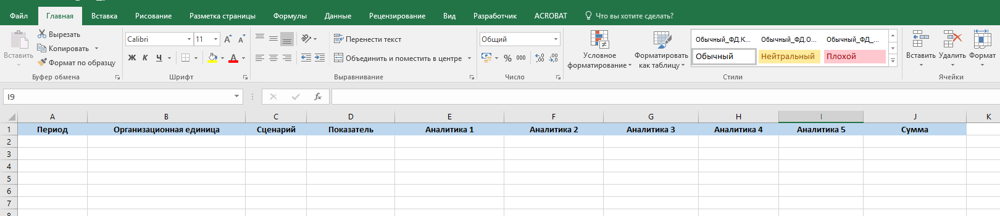 Файл Главная Вставка Рисование Разметка страницы Формулы Данные Рецензирование Вид Разработчик ACROBAT Что вы хотите сделать?
Вставить
Вырезать
Копировать
Формат по образцу
Буфер обмена
Calibri 11 A A
Ж К Ч А
Шрифт
Перенести текст
Объединить и поместить в центре
Выравнивание
Общий
% 000 ,00 ,0
Число
Условное форматирование
Форматировать как таблицу
Обычный_ФД.К... Обычный_ФД.О... Обычный_ФД_...
Обычный Нейтральный Плохой
Стили
Вставить Удалить Формат
Ячейки
I9 fx
A B C D E F G H I J K
1 Период Организационная единица Сценарий Показатель Аналитика 1 Аналитика 2 Аналитика 3 Аналитика 4 Аналитика 5 Сумма
2
3
4
5
6
7